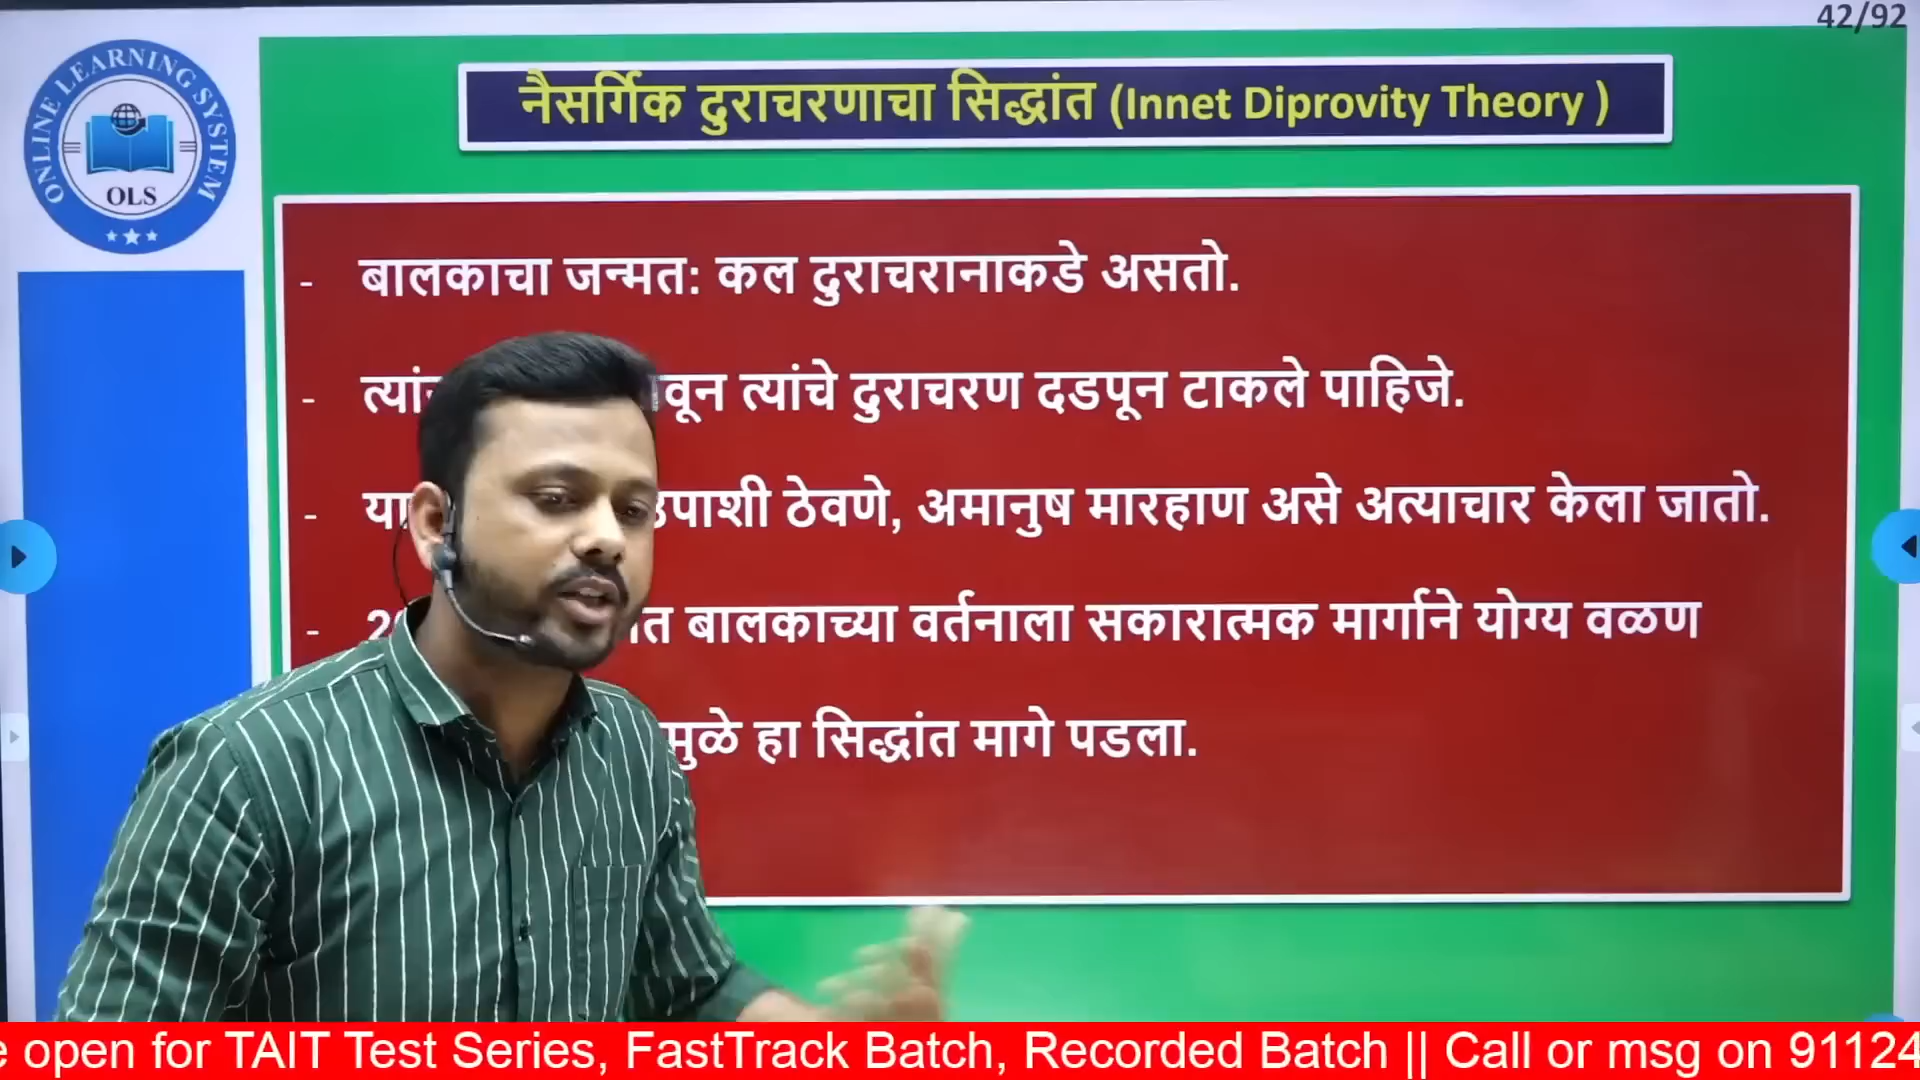 42/92
ONLINE LEARNING SYSTEM
OLS
नैसर्गिक दुराचरणाचा सिद्धांत (Innet Diprovity Theory )
- बालकाचा जन्मत: कल दुराचरानाकडे असतो.
- वून त्यांचे दुराचरण दडपून टाकले पाहिजे.
- ठेवणे, अमानुष मारहाण असे अत्याचार केला जातो.
- बालकाच्या वर्तनाला सकारात्मक मार्गाने योग्य वळण
मुळे हा सिद्धांत मागे पडला.
e open for TAIT Test Series, FastTrack Batch, Recorded Batch || Call or msg on 91124